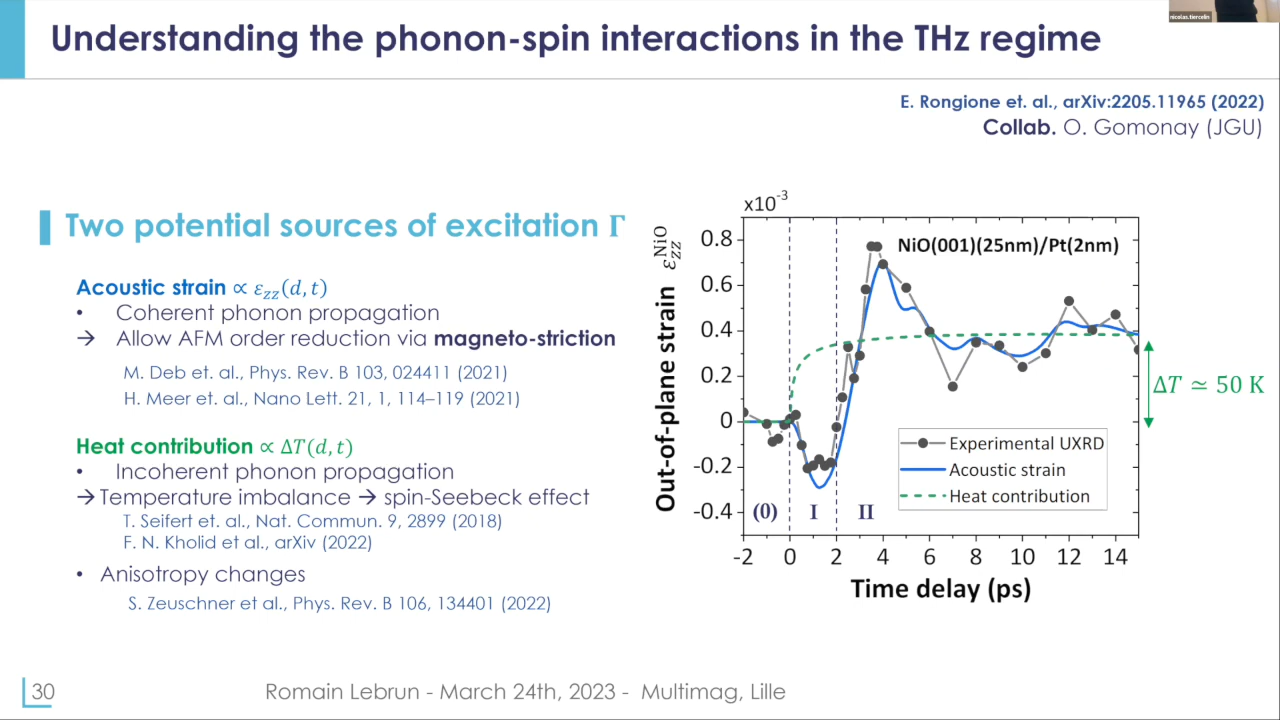 nicolas.tiercelin
Understanding the phonon-spin interactions in the THz regime
E. Rongione et. al., arXiv:2205.11965 (2022)
Collab. O. Gomonay (JGU)
Two potential sources of excitation Γ
Acoustic strain ∝ ε_zz(d, t)
• Coherent phonon propagation
→ Allow AFM order reduction via magneto-striction
M. Deb et. al., Phys. Rev. B 103, 024411 (2021)
H. Meer et. al., Nano Lett. 21, 1, 114–119 (2021)
Heat contribution ∝ ΔT(d, t)
• Incoherent phonon propagation
→ Temperature imbalance → spin-Seebeck effect
T. Seifert et. al., Nat. Commun. 9, 2899 (2018)
F. N. Kholid et al., arXiv (2022)
• Anisotropy changes
S. Zeuschner et al., Phys. Rev. B 106, 134401 (2022)
x10^-3
Out-of-plane strain ε_zz^NiO
0.8
0.6
0.4
0.2
0
-0.2
-0.4
NiO(001)(25nm)/Pt(2nm)
ΔT ≃ 50 K
Experimental UXRD
Acoustic strain
Heat contribution
(0) I II
-2 0 2 4 6 8 10 12 14
Time delay (ps)
30
Romain Lebrun - March 24th, 2023 - Multimag, Lille